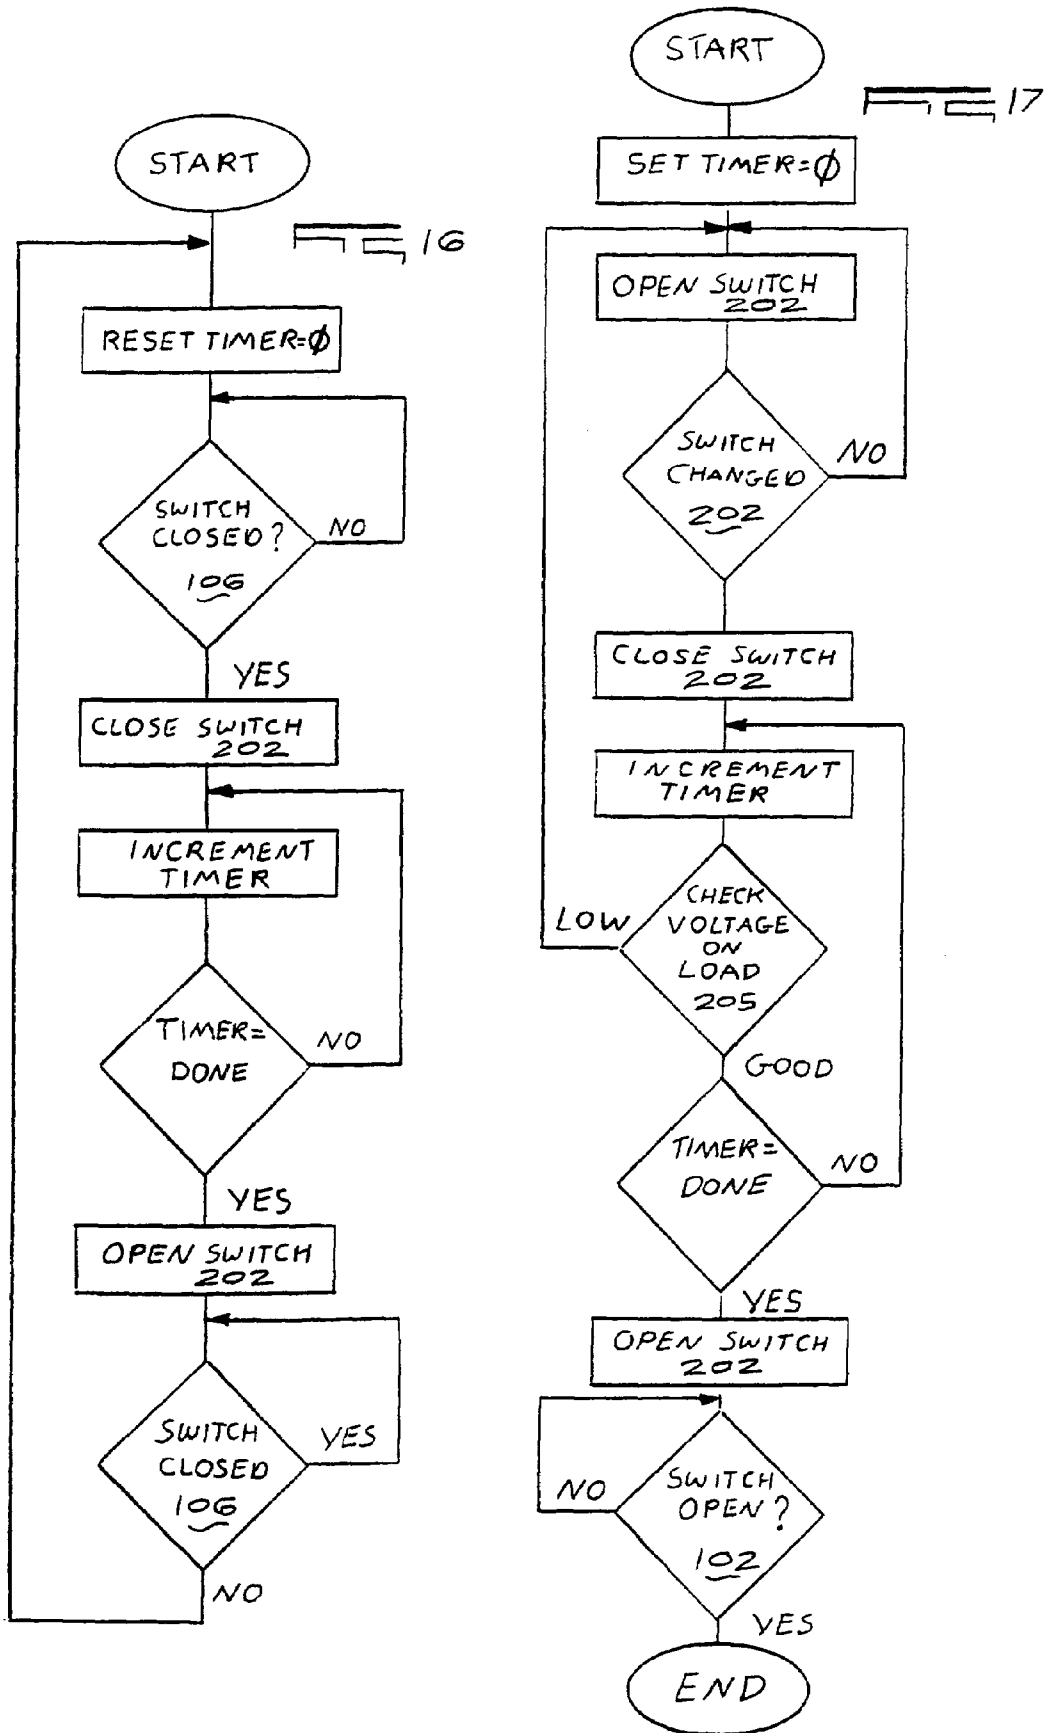 START
FIG 16
RESET TIMER=Ø
SWITCH
CLOSED?
NO
106
YES
CLOSE SWITCH
202
INCREMENT
TIMER
TIMER=
DONE
NO
YES
OPEN SWITCH
202
SWITCH
CLOSED
YES
106
NO
START
FIG 17
SET TIMER=Ø
OPEN SWITCH
202
SWITCH
CHANGED
NO
202
CLOSE SWITCH
202
INCREMENT
TIMER
CHECK
VOLTAGE
LOW
ON
LOAD
205
GOOD
TIMER=
DONE
NO
YES
OPEN SWITCH
202
SWITCH
OPEN?
NO
102
YES
END